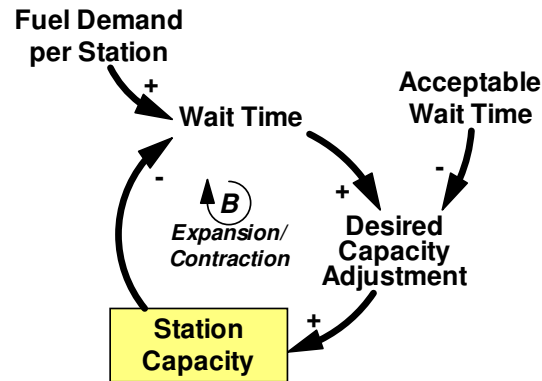 Fuel Demand
per Station
+
Acceptable
Wait Time
Wait Time
-
-
+
B
Expansion/
Contraction
Desired
Capacity
Adjustment
+
Station
Capacity